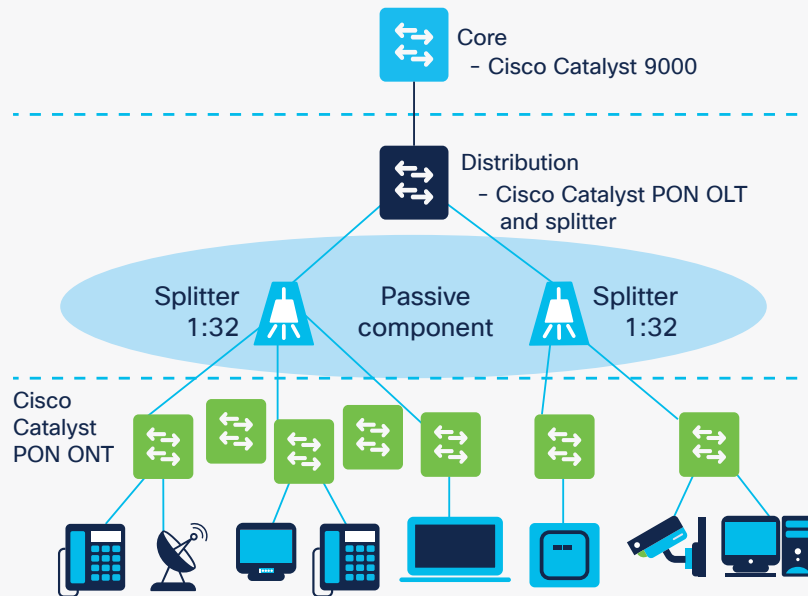 Core
- Cisco Catalyst 9000
Distribution
- Cisco Catalyst PON OLT
and splitter
Splitter
1:32
Passive
component
Splitter
1:32
Cisco
Catalyst
PON ONT